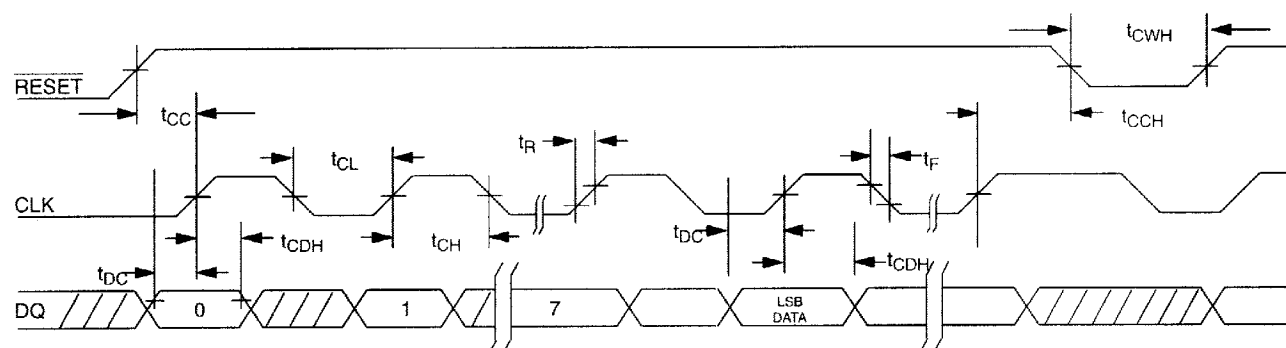 RESET
tCC
tCWH
tCCH
CLK
tCL
tR
tF
tCDH
tCH
tDC
tCDH
tDC
DQ
0
1
7
LSB
DATA